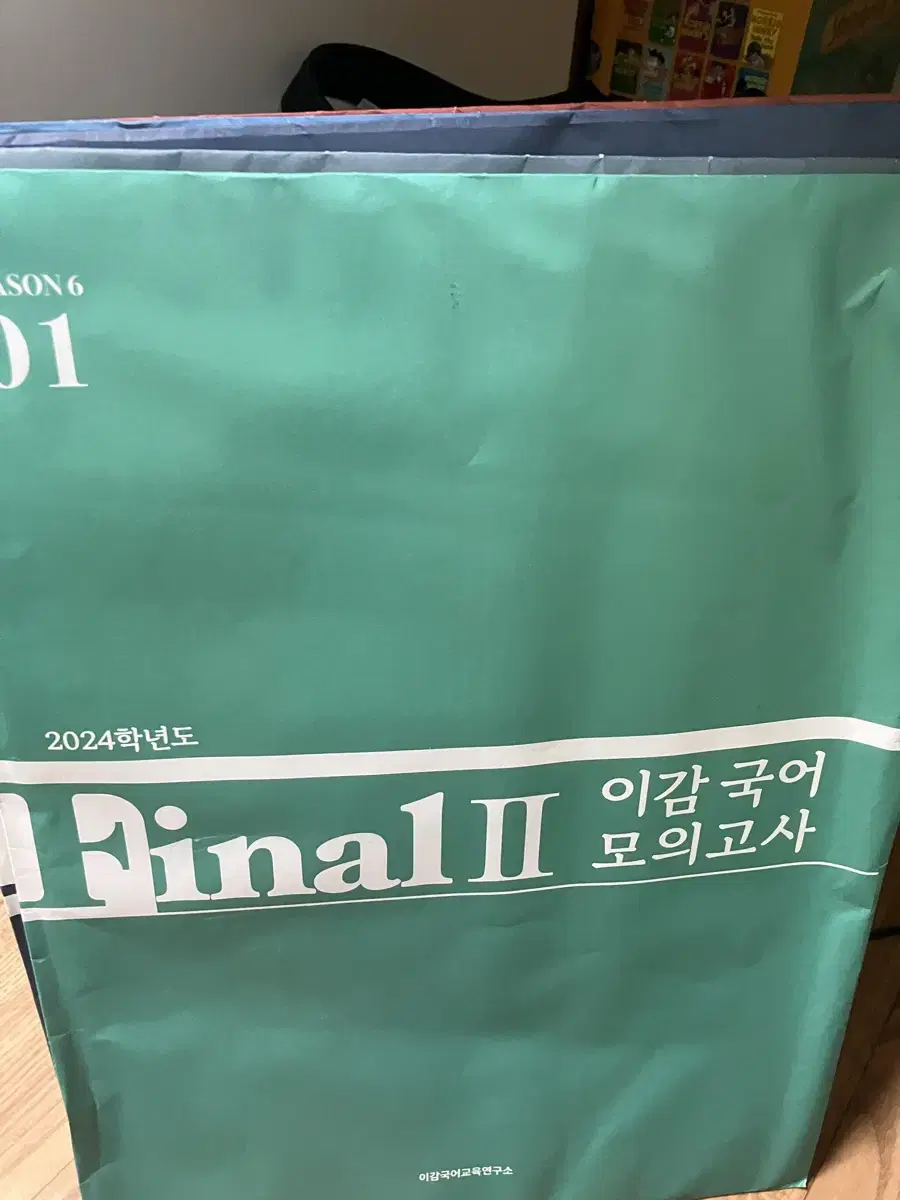 ASON 6
01
2024학년도
Final II
이감 국어
모의고사
이감국어교육연구소